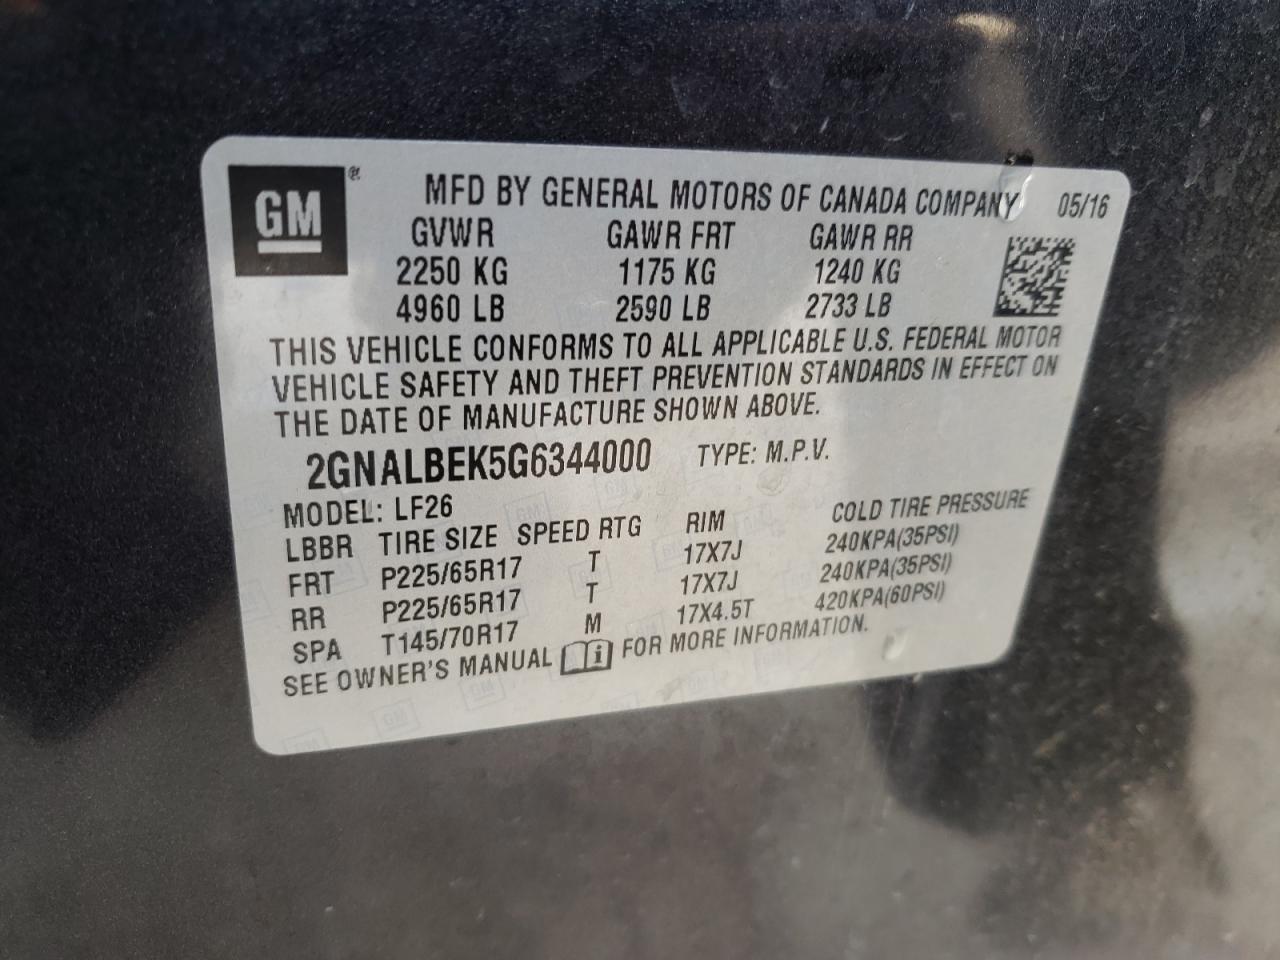 GM ® MFD BY GENERAL MOTORS OF CANADA COMPANY 05/16
GVWR GAWR FRT GAWR RR
2250 KG 1175 KG 1240 KG
4960 LB 2590 LB 2733 LB
THIS VEHICLE CONFORMS TO ALL APPLICABLE U.S. FEDERAL MOTOR
VEHICLE SAFETY AND THEFT PREVENTION STANDARDS IN EFFECT ON
THE DATE OF MANUFACTURE SHOWN ABOVE.
2GNALBEK5G6344000 TYPE: M.P.V.
MODEL: LF26
LBBR TIRE SIZE SPEED RTG RIM COLD TIRE PRESSURE
FRT P225/65R17 T 17X7J 240KPA(35PSI)
RR P225/65R17 T 17X7J 240KPA(35PSI)
SPA T145/70R17 M 17X4.5T 420KPA(60PSI)
SEE OWNER'S MANUAL i FOR MORE INFORMATION.